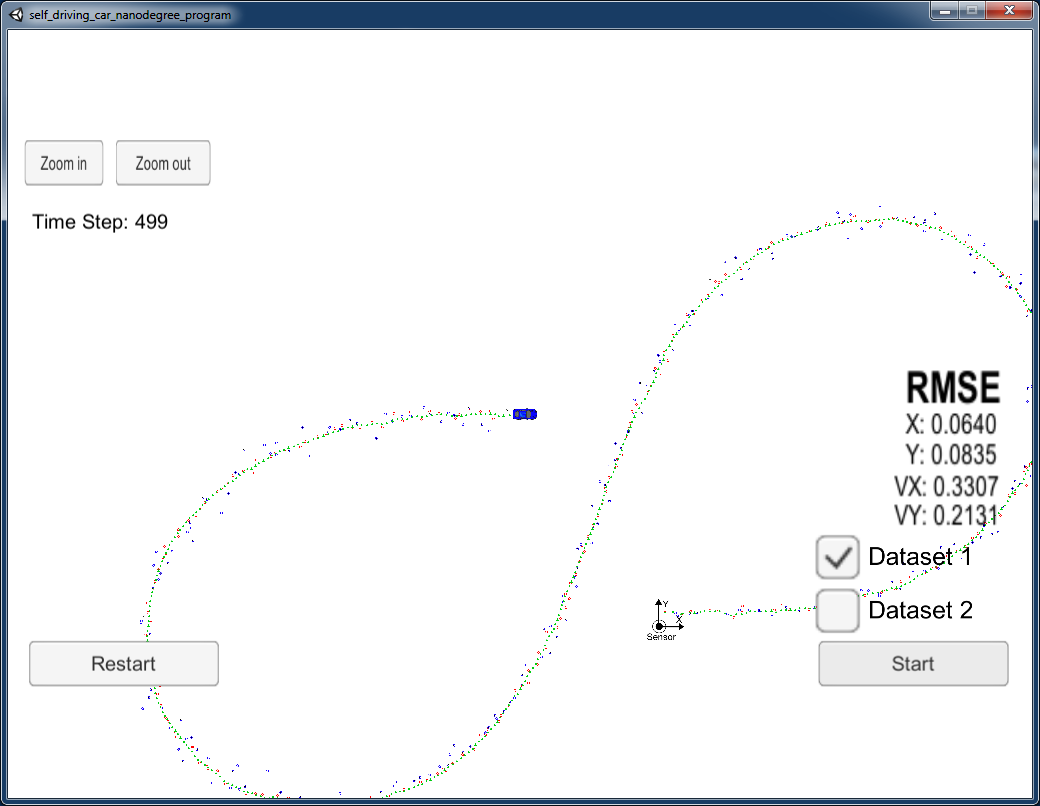 self_driving_car_nanodegree_program
Zoom in
Zoom out
Time Step: 499
RMSE
X: 0.0640
Y: 0.0835
VX: 0.3307
VY: 0.2131
Dataset 1
Y
X
Sensor
Dataset 2
Restart
Start